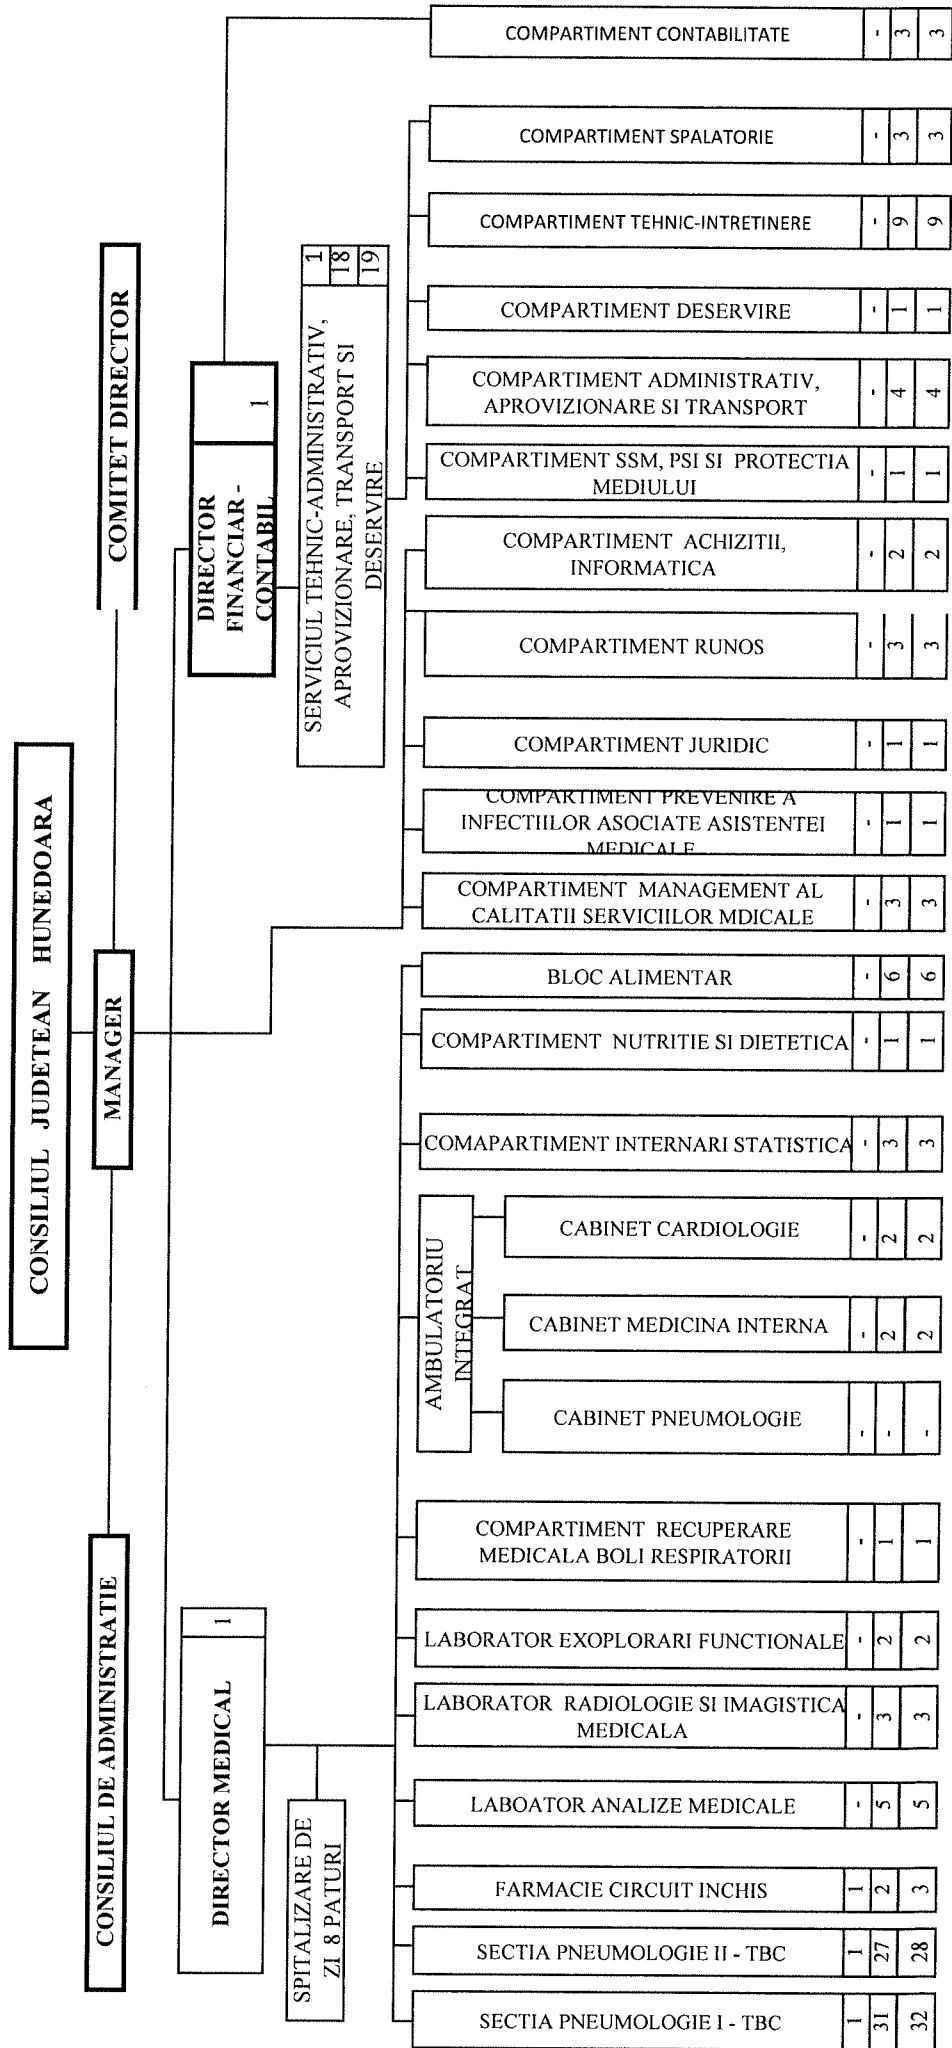 CONSILIUL JUDETEAN HUNEDOARA
CONSILIUL DE ADMINISTRATIE
MANAGER
COMITET DIRECTOR
DIRECTOR MEDICAL
1
DIRECTOR
FINANCIAR -
CONTABIL
1
SPITALIZARE DE
ZI 8 PATURI
SERVICIUL TEHNIC-ADMINISTRATIV,
APROVIZIONARE, TRANSPORT SI
DESERVIRE
1
18
19
AMBULATORIU
INTEGRAT
COMPARTIMENT CONTABILITATE
-
3
3
COMPARTIMENT SPALATORIE
-
3
3
COMPARTIMENT TEHNIC-INTRETINERE
-
9
9
COMPARTIMENT DESERVIRE
-
1
1
COMPARTIMENT ADMINISTRATIV,
APROVIZIONARE SI TRANSPORT
-
4
4
COMPARTIMENT SSM, PSI SI PROTECTIA
MEDIULUI
-
1
1
COMPARTIMENT ACHIZITII,
INFORMATICA
-
2
2
COMPARTIMENT RUNOS
-
3
3
COMPARTIMENT JURIDIC
-
1
1
COMPARTIMENT PREVENIRE A
INFECTIILOR ASOCIATE ASISTENTEI
MEDICALE
-
1
1
COMPARTIMENT MANAGEMENT AL
CALITATII SERVICIILOR MDICALE
-
3
3
BLOC ALIMENTAR
-
6
6
COMPARTIMENT NUTRITIE SI DIETETICA
-
1
1
COMAPARTIMENT INTERNARI STATISTICA
-
3
3
CABINET CARDIOLOGIE
-
2
2
CABINET MEDICINA INTERNA
-
2
2
CABINET PNEUMOLOGIE
-
-
-
COMPARTIMENT RECUPERARE
MEDICALA BOLI RESPIRATORII
-
1
1
LABORATOR EXOPLORARI FUNCTIONALE
-
2
2
LABORATOR RADIOLOGIE SI IMAGISTICA
MEDICALA
-
3
3
LABOATOR ANALIZE MEDICALE
-
5
5
FARMACIE CIRCUIT INCHIS
1
2
3
SECTIA PNEUMOLOGIE II - TBC
1
27
28
SECTIA PNEUMOLOGIE I - TBC
1
31
32